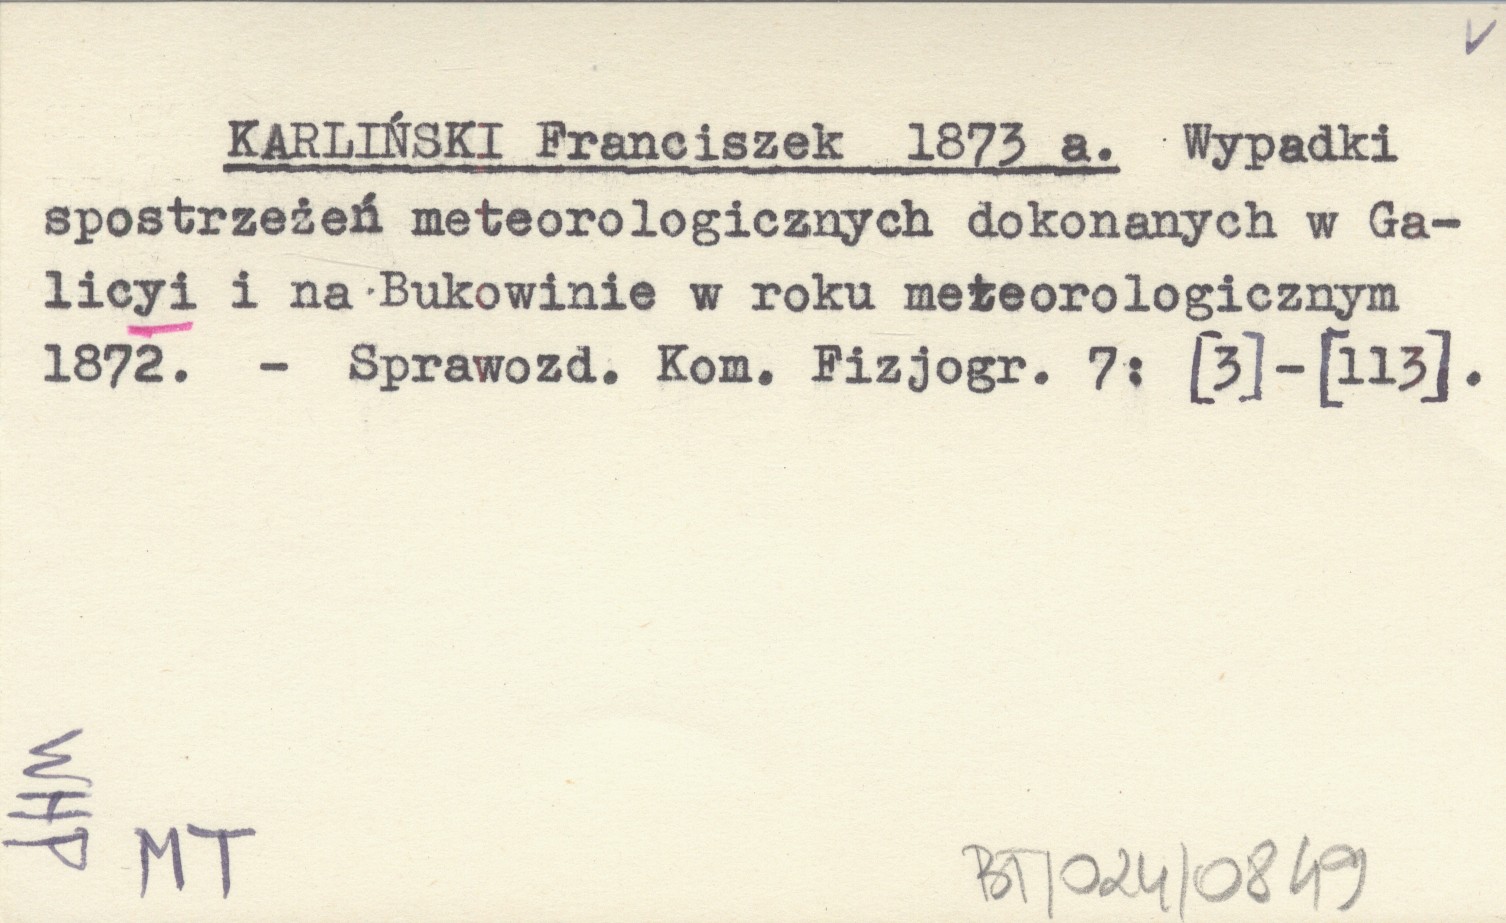 KARLIŃSKI Franciszek 1873 a. Wypadki
spostrzeżeń meteorologicznych dokonanych w Ga-
licyi i na Bukowinie w roku meteorologicznym
1872. - Sprawozd. Kom. Fizjogr. 7: [3]-[113].
WHP
MT
BT/024/0849